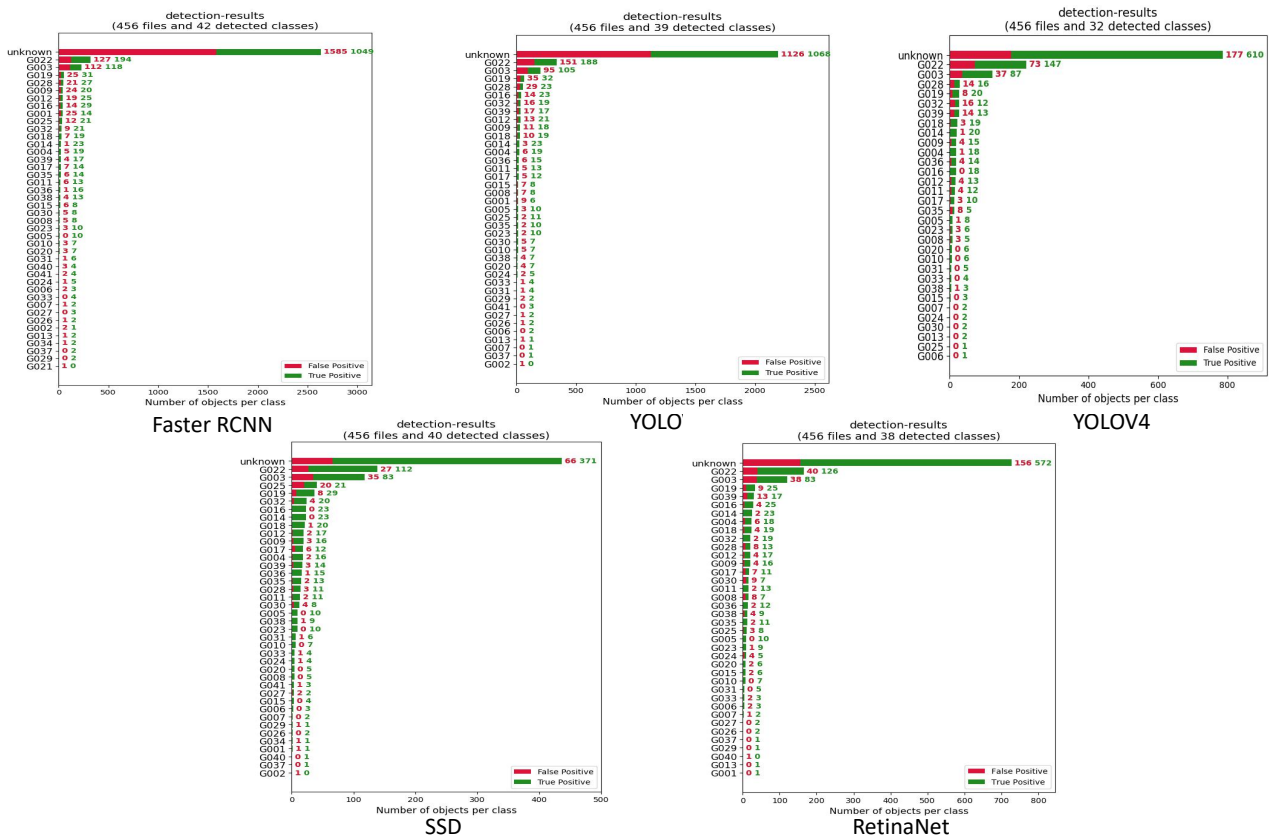 detection-results
(456 files and 42 detected classes)
unknown 1585 1049
G022 127 194
G003 112 118
G019 25 31
G028 21 27
G009 24 20
G012 19 25
G016 14 29
G001 25 14
G025 12 21
G032 9 21
G018 7 19
G014 1 23
G004 5 19
G039 4 17
G017 7 14
G035 6 14
G011 6 13
G036 1 16
G038 4 13
G015 6 8
G030 5 8
G008 5 8
G023 3 10
G005 0 10
G010 3 7
G020 3 7
G031 1 6
G040 3 4
G041 2 4
G024 1 5
G006 2 3
G033 0 4
G007 1 2
G027 0 3
G026 1 2
G002 2 1
G013 1 2
G034 1 2
G037 0 2
G029 0 2
G021 1 0
False Positive
True Positive
0 500 1000 1500 2000 2500 3000
Number of objects per class
Faster RCNN
detection-results
(456 files and 39 detected classes)
unknown 1126 1068
G022 151 188
G003 95 105
G019 35 32
G028 29 23
G016 14 23
G032 16 19
G039 17 17
G012 13 21
G009 11 18
G018 10 19
G014 3 23
G004 6 19
G036 6 15
G011 5 13
G017 5 12
G015 7 8
G008 7 8
G001 9 6
G005 3 10
G025 2 11
G035 2 10
G023 2 10
G030 5 7
G010 5 7
G038 4 7
G020 4 7
G024 2 5
G033 1 4
G031 1 4
G029 2 2
G041 0 3
G027 1 2
G026 1 2
G006 0 2
G013 1 1
G007 0 1
G037 0 1
G002 1 0
False Positive
True Positive
0 500 1000 1500 2000 2500
Number of objects per class
YOLO
detection-results
(456 files and 32 detected classes)
unknown 177 610
G022 73 147
G003 37 87
G028 14 16
G019 8 20
G032 16 12
G039 14 13
G018 3 19
G014 1 20
G009 4 15
G004 1 18
G036 4 14
G016 0 18
G012 4 13
G011 4 12
G017 3 10
G035 8 5
G005 1 8
G023 3 6
G008 3 5
G020 0 6
G010 0 6
G031 0 5
G033 0 4
G038 1 3
G015 0 3
G007 0 2
G024 0 2
G030 0 2
G013 0 2
G025 0 1
G006 0 1
False Positive
True Positive
0 200 400 600 800
Number of objects per class
YOLOV4
detection-results
(456 files and 40 detected classes)
unknown 66 371
G022 27 112
G003 35 83
G025 20 21
G019 8 29
G032 4 20
G016 0 23
G014 0 23
G018 1 20
G012 2 17
G009 3 16
G017 6 12
G004 2 16
G039 3 14
G036 1 15
G035 2 13
G028 3 11
G011 2 11
G030 4 8
G005 0 10
G038 1 9
G023 0 10
G031 1 6
G010 0 7
G033 1 4
G024 1 4
G020 0 5
G008 0 5
G041 1 3
G027 2 2
G015 0 4
G006 0 3
G007 0 2
G029 1 1
G026 0 2
G034 1 1
G001 1 1
G040 0 1
G037 0 1
G002 1 0
False Positive
True Positive
0 100 200 300 400 500
Number of objects per class
SSD
detection-results
(456 files and 38 detected classes)
unknown 156 572
G022 40 126
G003 38 83
G019 9 25
G039 13 17
G016 4 25
G014 2 23
G004 6 18
G018 4 19
G032 2 19
G028 8 13
G012 4 17
G009 4 16
G017 7 11
G030 9 7
G011 2 13
G008 8 7
G036 2 12
G038 4 9
G035 2 11
G025 3 8
G005 0 10
G023 1 9
G024 4 5
G020 2 6
G015 2 6
G010 0 7
G031 0 5
G033 2 3
G006 2 3
G007 1 2
G027 0 2
G026 0 2
G037 0 1
G029 0 1
G040 1 0
G013 0 1
G001 0 1
False Positive
True Positive
0 100 200 300 400 500 600 700 800
Number of objects per class
RetinaNet